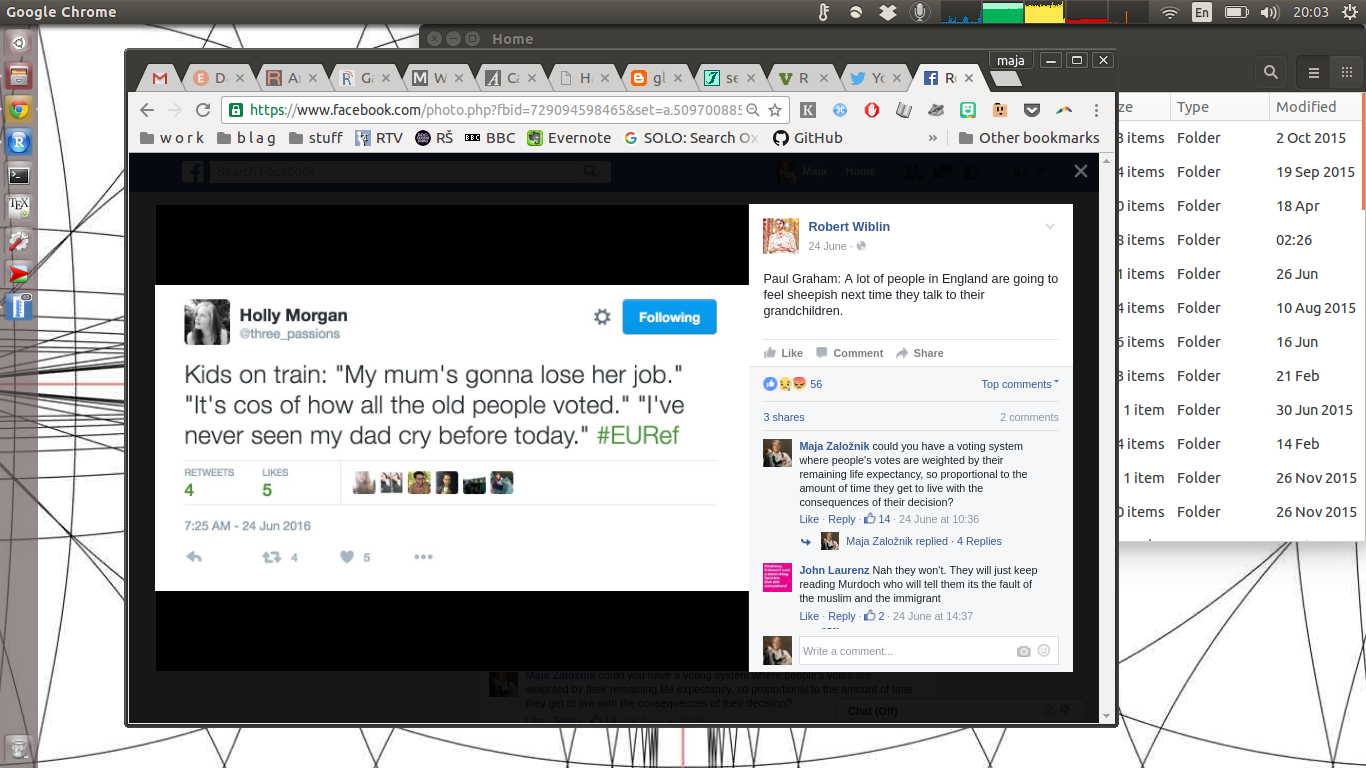 Google Chrome
En
20:03
Home
maja
M
E D
R A
G
M W
A C
H
gl
se
V R
Yo
R
https://www.facebook.com/photo.php?fbid=729094598465&set=a.509700885
w o r k
b l a g
stuff
RTV
RŠ
BBC
Evernote
SOLO: Search Ox
GitHub
»
Other bookmarks
ze
Type
Modified
3 items
Folder
2 Oct 2015
4 items
Folder
19 Sep 2015
0 items
Folder
18 Apr
8 items
Folder
02:26
1 items
Folder
26 Jun
4 items
Folder
10 Aug 2015
6 items
Folder
16 Jun
3 items
Folder
21 Feb
1 item
Folder
30 Jun 2015
4 items
Folder
14 Feb
1 item
Folder
26 Nov 2015
0 items
Folder
26 Nov 2015
Search Facebook
Maja
Home
Holly Morgan
@three_passions
Following
Kids on train: "My mum's gonna lose her job."
"It's cos of how all the old people voted." "I've
never seen my dad cry before today." #EURef
RETWEETS
LIKES
4
5
7:25 AM - 24 Jun 2016
4
5
Robert Wiblin
24 June ·
Paul Graham: A lot of people in England are going to
feel sheepish next time they talk to their
grandchildren.
Like
Comment
Share
56
Top comments
3 shares
2 comments
Maja Založnik could you have a voting system
where people's votes are weighted by their
remaining life expectancy, so proportional to the
amount of time they get to live with the
consequences of their decision?
Like · Reply · 14 · 24 June at 10:36
Maja Založnik replied · 4 Replies
John Laurenz Nah they won't. They will just keep
reading Murdoch who will tell them its the fault of
the muslim and the immigrant
Like · Reply · 2 · 24 June at 14:37
Write a comment...
Maja Založnik could you have a voting system where people's votes are
weighted by their remaining life expectancy, so proportional to the amount of time
they get to live with the consequences of their decision?
Like · Reply · 14 · 24 June at 10:36
Chat (Off)